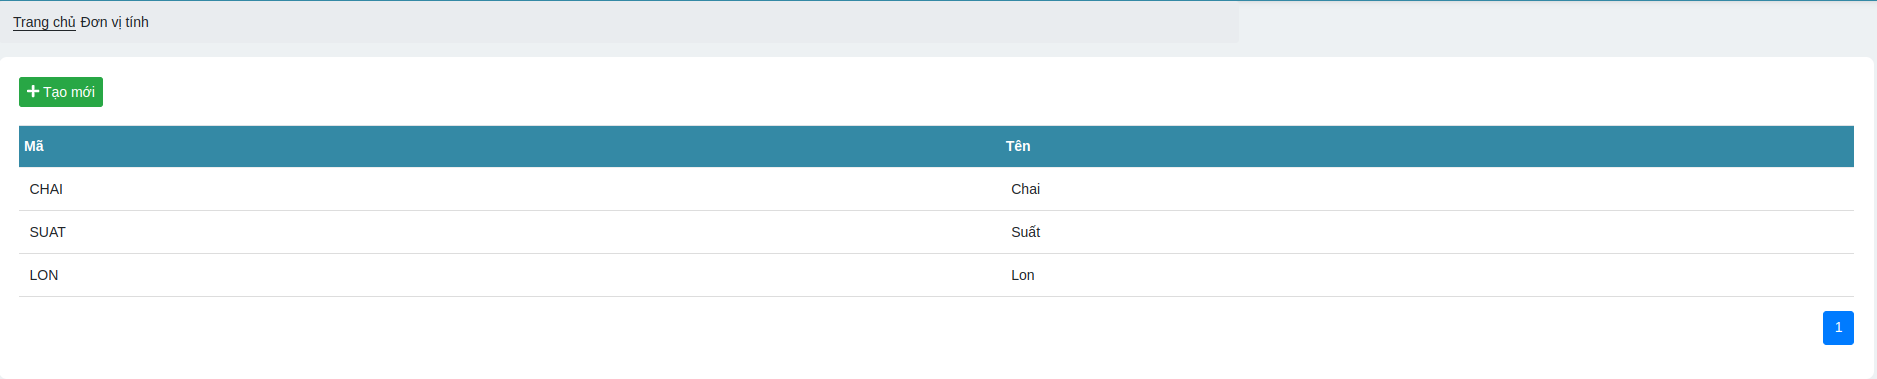 Trang chủ Đơn vị tính
Tạo mới
Mã Tên
CHAI Chai
SUAT Suất
LON Lon
1